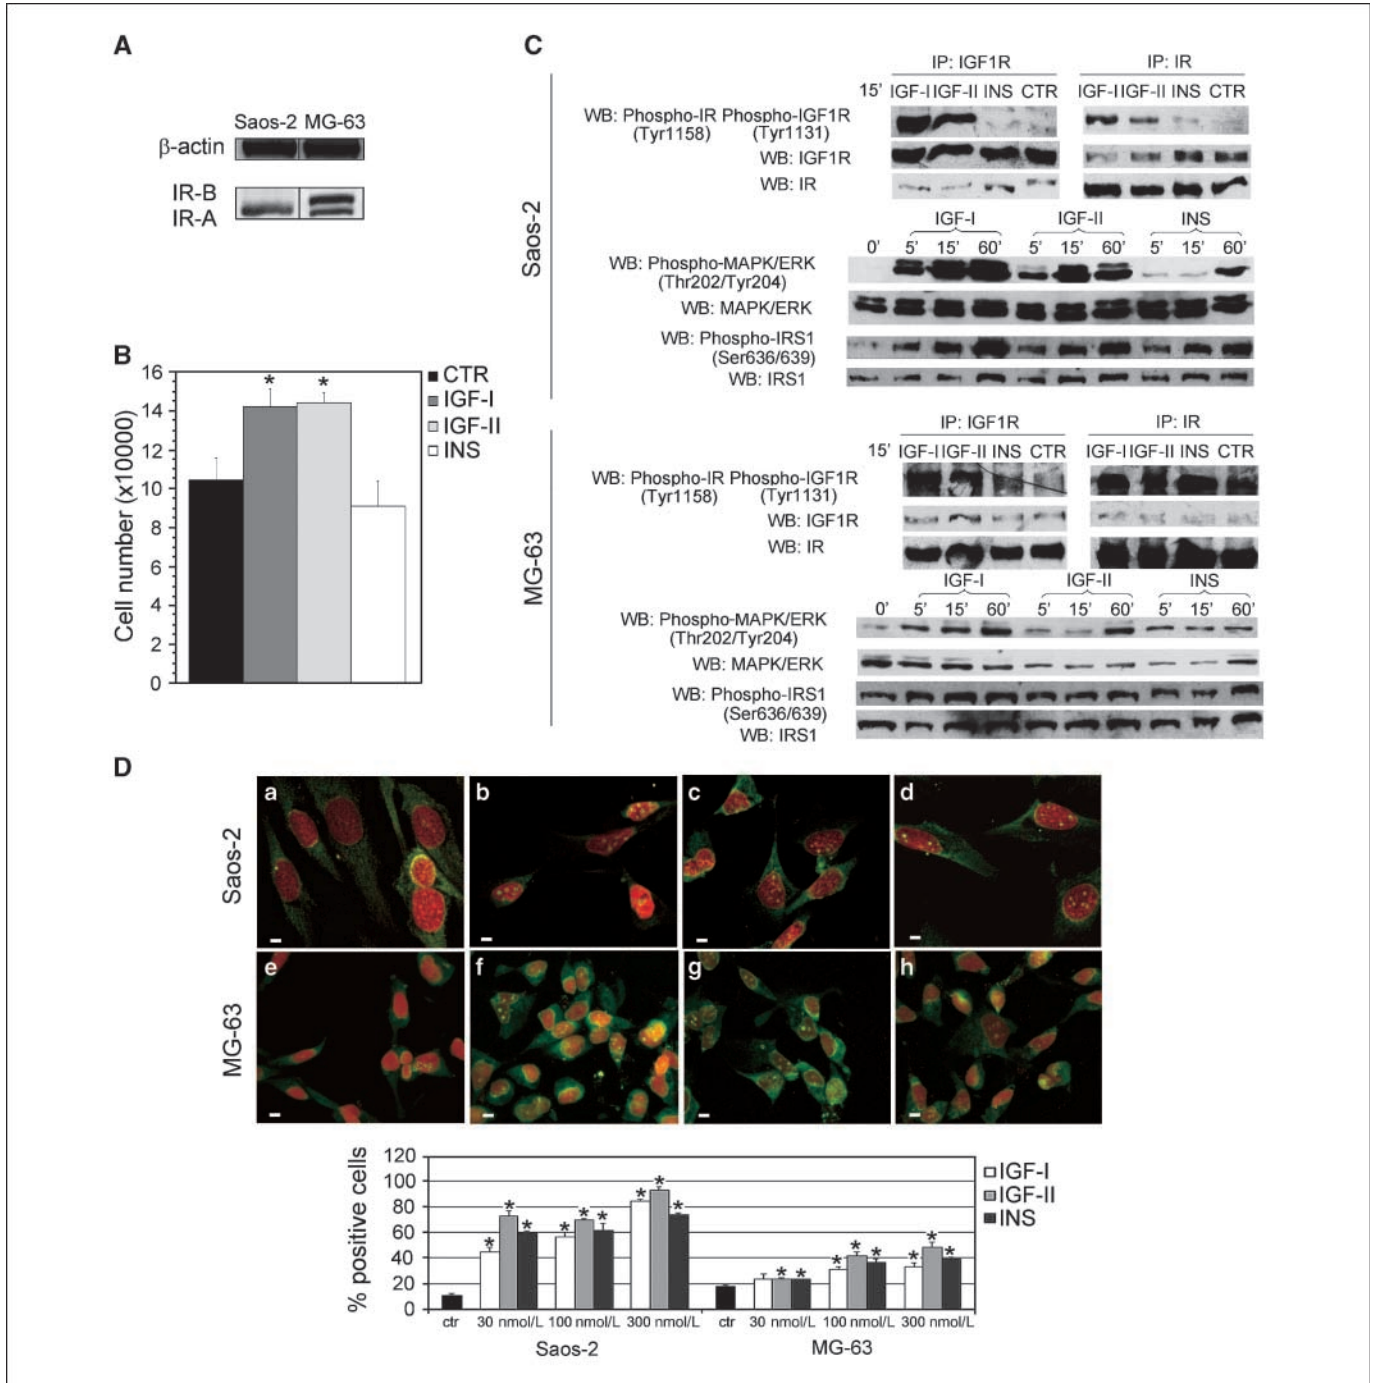 A
Saos-2 MG-63
β-actin
IR-B
IR-A
B
16
14
12
10
8
6
4
2
0
Cell number (x10000)
* *
CTR
IGF-I
IGF-II
INS
C
Saos-2
IP: IGF1R IP: IR
15' IGF-I IGF-II INS CTR IGF-I IGF-II INS CTR
WB: Phospho-IR Phospho-IGF1R
(Tyr1158) (Tyr1131)
WB: IGF1R
WB: IR
IGF-I IGF-II INS
0' 5' 15' 60' 5' 15' 60' 5' 15' 60'
WB: Phospho-MAPK/ERK
(Thr202/Tyr204)
WB: MAPK/ERK
WB: Phospho-IRS1
(Ser636/639)
WB: IRS1
MG-63
IP: IGF1R IP: IR
15' IGF-I IGF-II INS CTR IGF-I IGF-II INS CTR
WB: Phospho-IR Phospho-IGF1R
(Tyr1158) (Tyr1131)
WB: IGF1R
WB: IR
IGF-I IGF-II INS
0' 5' 15' 60' 5' 15' 60' 5' 15' 60'
WB: Phospho-MAPK/ERK
(Thr202/Tyr204)
WB: MAPK/ERK
WB: Phospho-IRS1
(Ser636/639)
WB: IRS1
D
Saos-2
a b c d
MG-63
e f g h
% positive cells
120
100
80
60
40
20
0
* * * * * * * * * * * * * * * * *
IGF-I
IGF-II
INS
ctr 30 nmol/L 100 nmol/L 300 nmol/L ctr 30 nmol/L 100 nmol/L 300 nmol/L
Saos-2 MG-63